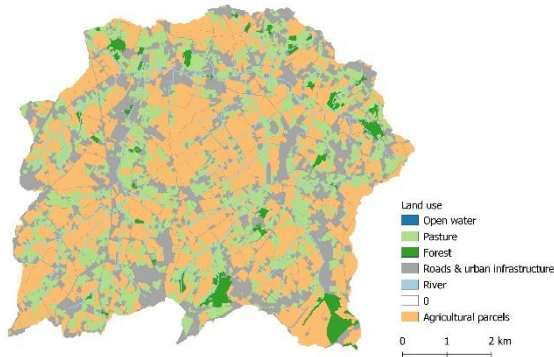 Land use
Open water
Pasture
Forest
Roads & urban infrastructure
River
0
Agricultural parcels
0 1 2 km